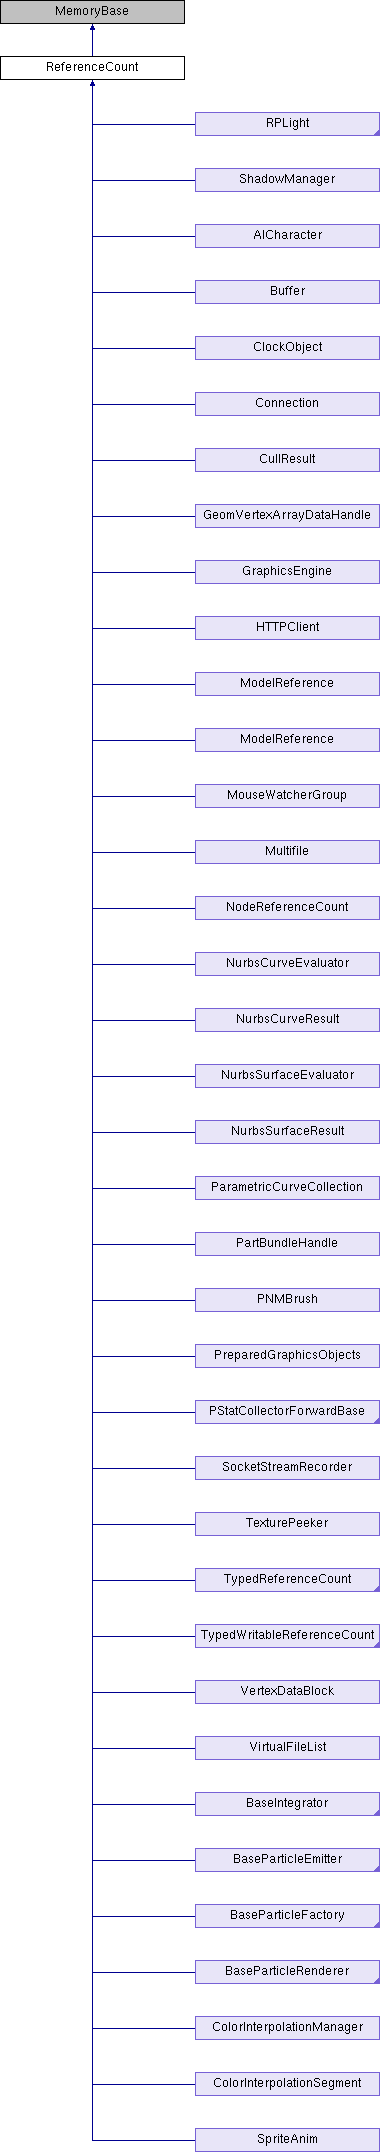 MemoryBase
ReferenceCount
RPLight
ShadowManager
AICharacter
Buffer
ClockObject
Connection
CullResult
GeomVertexArrayDataHandle
GraphicsEngine
HTTPClient
ModelReference
ModelReference
MouseWatcherGroup
Multifile
NodeReferenceCount
NurbsCurveEvaluator
NurbsCurveResult
NurbsSurfaceEvaluator
NurbsSurfaceResult
ParametricCurveCollection
PartBundleHandle
PNMBrush
PreparedGraphicsObjects
PStatCollectorForwardBase
SocketStreamRecorder
TexturePeeker
TypedReferenceCount
TypedWritableReferenceCount
VertexDataBlock
VirtualFileList
BaseIntegrator
BaseParticleEmitter
BaseParticleFactory
BaseParticleRenderer
ColorInterpolationManager
ColorInterpolationSegment
SpriteAnim